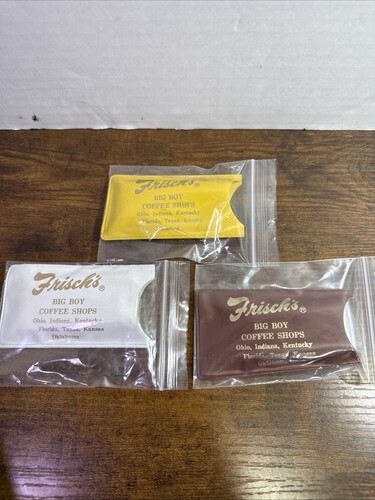 Frisch's®
BIG BOY
COFFEE SHOPS
Ohio, Indiana, Kentucky
Florida, Texas, Kansas
Frisch's®
BIG BOY
COFFEE SHOPS
Ohio, Indiana, Kentucky
Florida, Texas, Kansas
Oklahoma
Frisch's®
BIG BOY
COFFEE SHOPS
Ohio, Indiana, Kentucky
Florida, Texas, Kansas